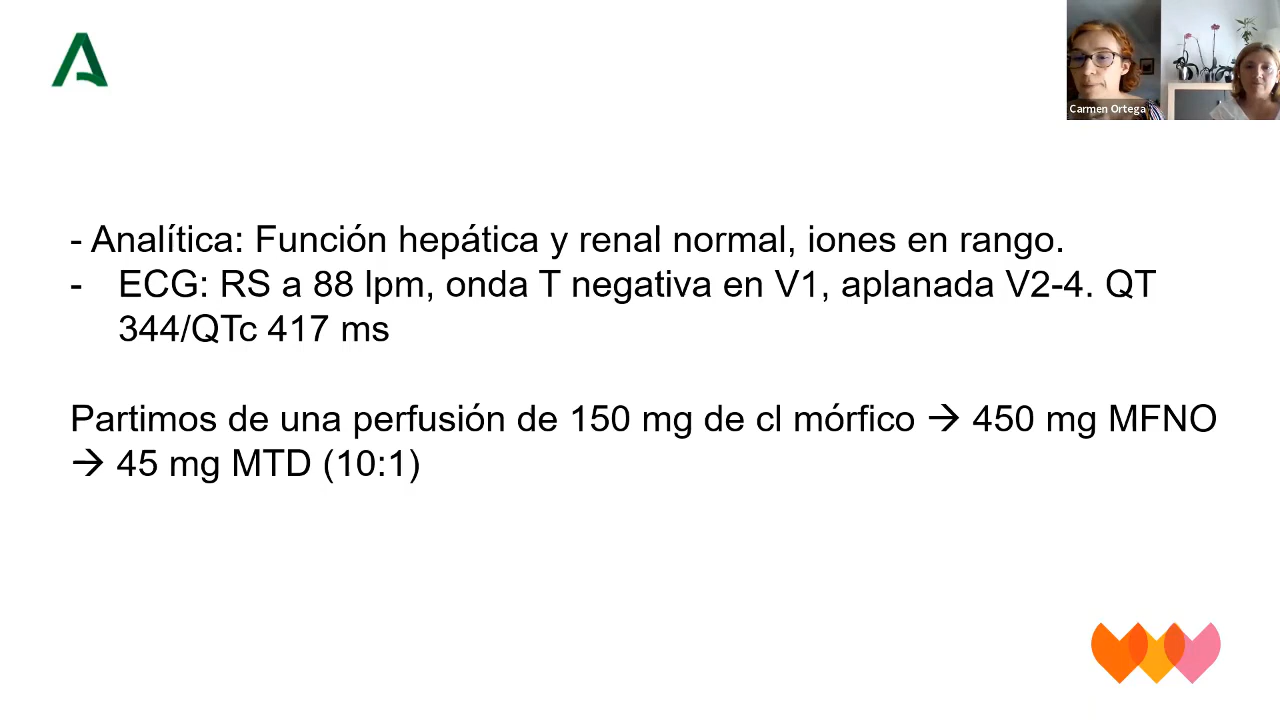 Carmen Ortega
- Analítica: Función hepática y renal normal, iones en rango.
- ECG: RS a 88 lpm, onda T negativa en V1, aplanada V2-4. QT
344/QTc 417 ms
Partimos de una perfusión de 150 mg de cl mórfico → 450 mg MFNO
→ 45 mg MTD (10:1)